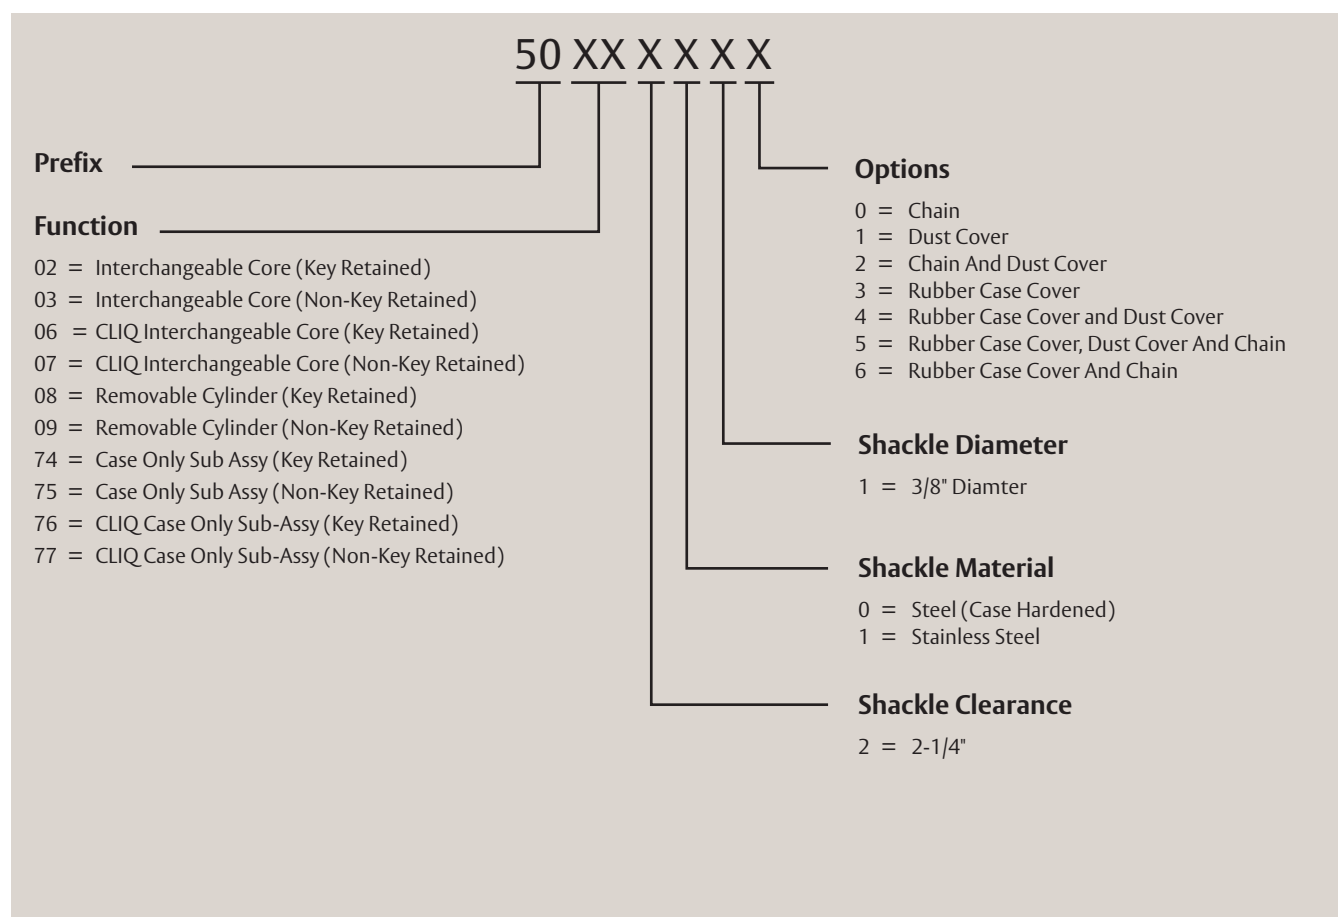 50 XX X X X X
Prefix
Function
02 = Interchangeable Core (Key Retained)
03 = Interchangeable Core (Non-Key Retained)
06 = CLIQ Interchangeable Core (Key Retained)
07 = CLIQ Interchangeable Core (Non-Key Retained)
08 = Removable Cylinder (Key Retained)
09 = Removable Cylinder (Non-Key Retained)
74 = Case Only Sub Assy (Key Retained)
75 = Case Only Sub Assy (Non-Key Retained)
76 = CLIQ Case Only Sub-Assy (Key Retained)
77 = CLIQ Case Only Sub-Assy (Non-Key Retained)
Options
0 = Chain
1 = Dust Cover
2 = Chain And Dust Cover
3 = Rubber Case Cover
4 = Rubber Case Cover and Dust Cover
5 = Rubber Case Cover, Dust Cover And Chain
6 = Rubber Case Cover And Chain
Shackle Diameter
1 = 3/8" Diamter
Shackle Material
0 = Steel (Case Hardened)
1 = Stainless Steel
Shackle Clearance
2 = 2-1/4"